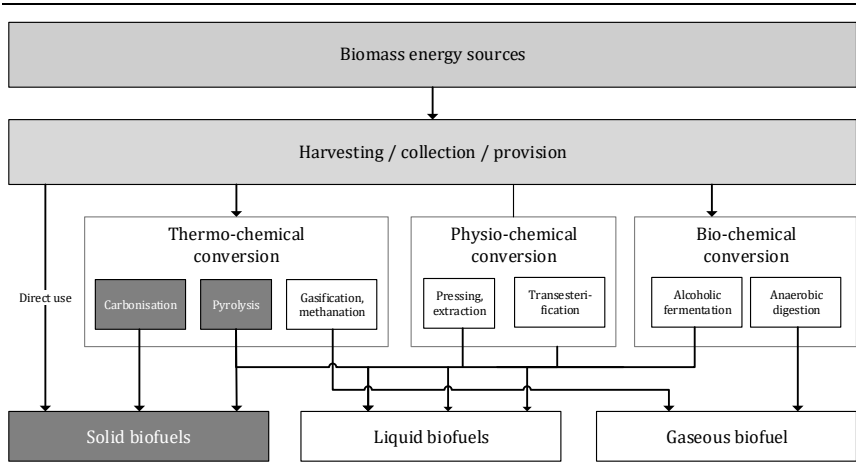 Biomass energy sources
Harvesting / collection / provision
Thermo-chemical
conversion
Physio-chemical
conversion
Bio-chemical
conversion
Direct use
Carbonisation
Pyrolysis
Gasification,
methanation
Pressing,
extraction
Transesteri-
fication
Alcoholic
fermentation
Anaerobic
digestion
Solid biofuels
Liquid biofuels
Gaseous biofuel